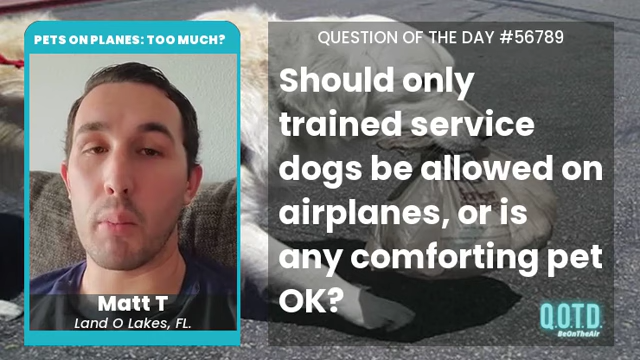 PETS ON PLANES: TOO MUCH?
QUESTION OF THE DAY #56789
Should only
trained service
dogs be allowed on
airplanes, or is
any comforting pet
OK?
Matt T
Land O Lakes, FL.
Q.O.T.D.
BeOnTheAir